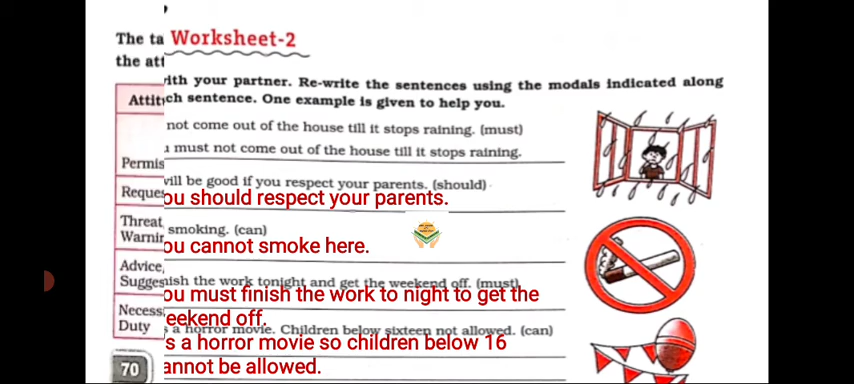 The ta Worksheet-2
the att
ith your partner. Re-write the sentences using the modals indicated along
Attit ch sentence. One example is given to help you.
not come out of the house till it stops raining. (must)
must not come out of the house till it stops raining.
Permis
will be good if you respect your parents. (should)
Reques ou should respect your parents.
Threat smoking. (can)
Warnin ou cannot smoke here.
Advice,
Sugges nish the work tonight and get the weekend off. (must)
ou must finish the work to night to get the
Necess eekend off,
Duty s a horror movie. Children below sixteen not allowed. (can)
's a horror movie so children below 16
70 annot be allowed.